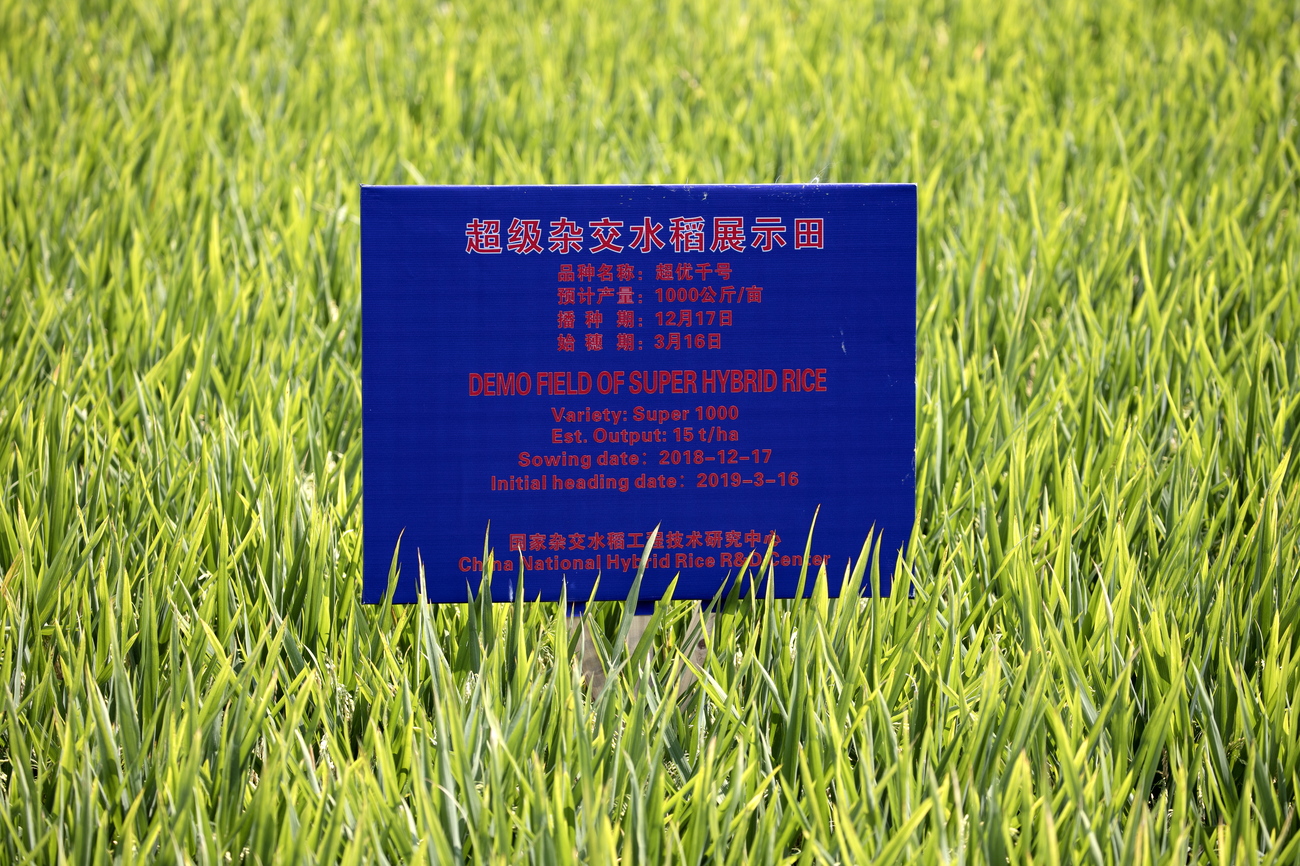 超级杂交水稻展示田
品种名称：超优千号
预计产量：1000公斤/亩
播 种 期：12月17日
始 穗 期：3月16日
DEMO FIELD OF SUPER HYBRID RICE
Variety: Super 1000
Est. Output: 15 t/ha
Sowing date: 2018-12-17
Initial heading date: 2019-3-16
国家杂交水稻工程技术研究中心
China National Hybrid Rice R&D Center